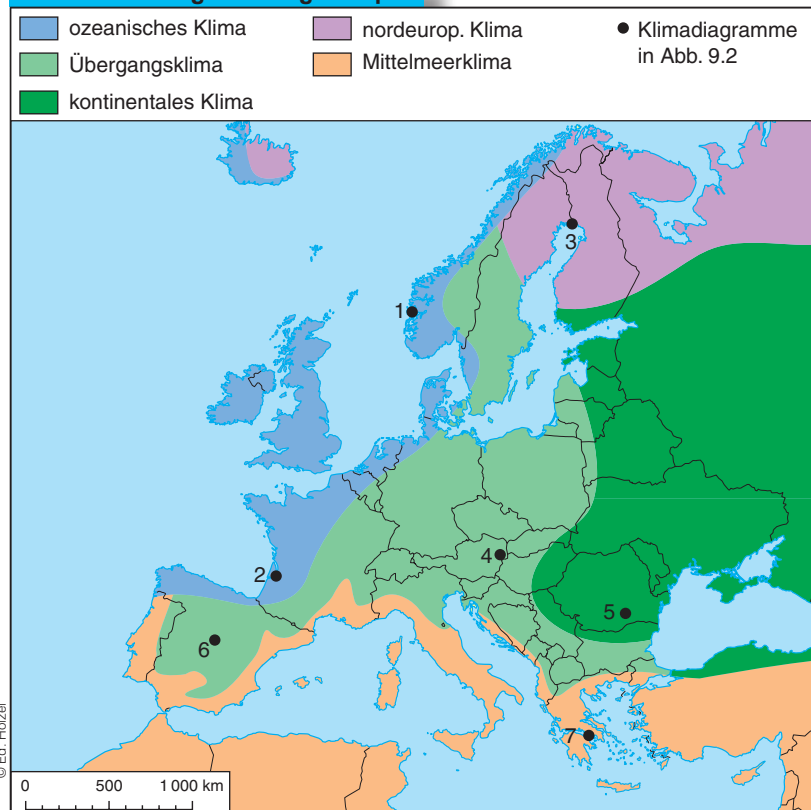 ozeanisches Klima
Übergangsklima
kontinentales Klima
nordeurop. Klima
Mittelmeerklima
Klimadiagramme
in Abb. 9.2
3
1
2
4
5
6
7
© Ed. Hölzel
0 500 1 000 km